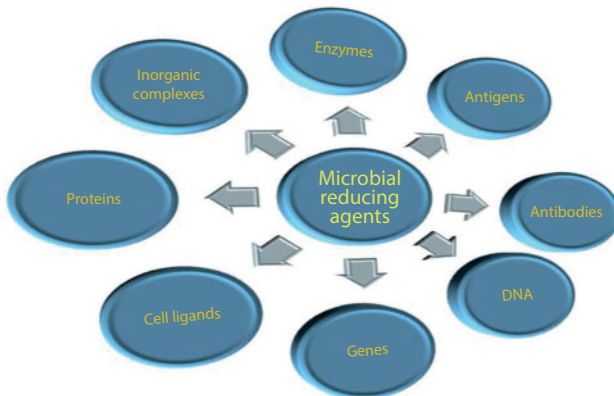 Enzymes
Inorganic
complexes
Antigens
Microbial
reducing
agents
Proteins
Antibodies
DNA
Cell ligands
Genes